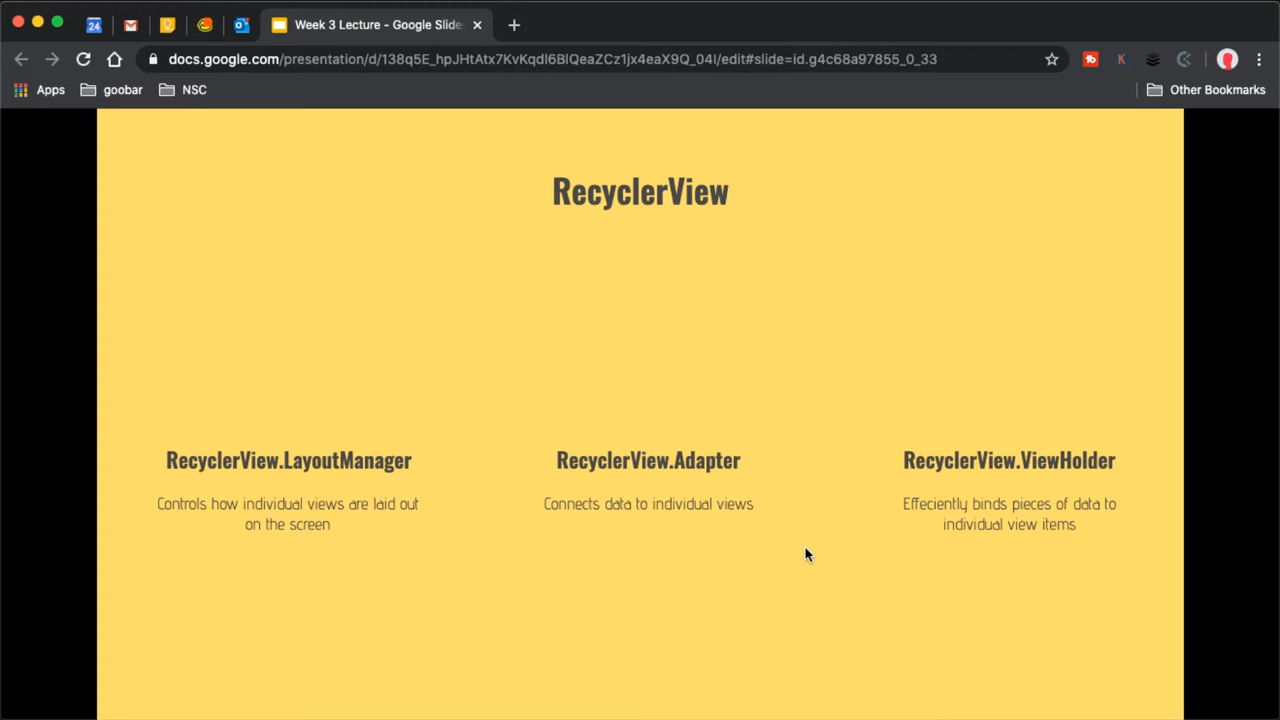 24
Week 3 Lecture - Google Slide
docs.google.com/presentation/d/138q5E_hpJHtAtx7KvKqdl6BlQeaZCz1jx4eaX9Q_04I/edit#slide=id.g4c68a97855_0_33
K
Apps
goobar
NSC
Other Bookmarks
RecyclerView
RecyclerView.LayoutManager
Controls how individual views are laid out
on the screen
RecyclerView.Adapter
Connects data to individual views
RecyclerView.ViewHolder
Effeciently binds pieces of data to
individual view items